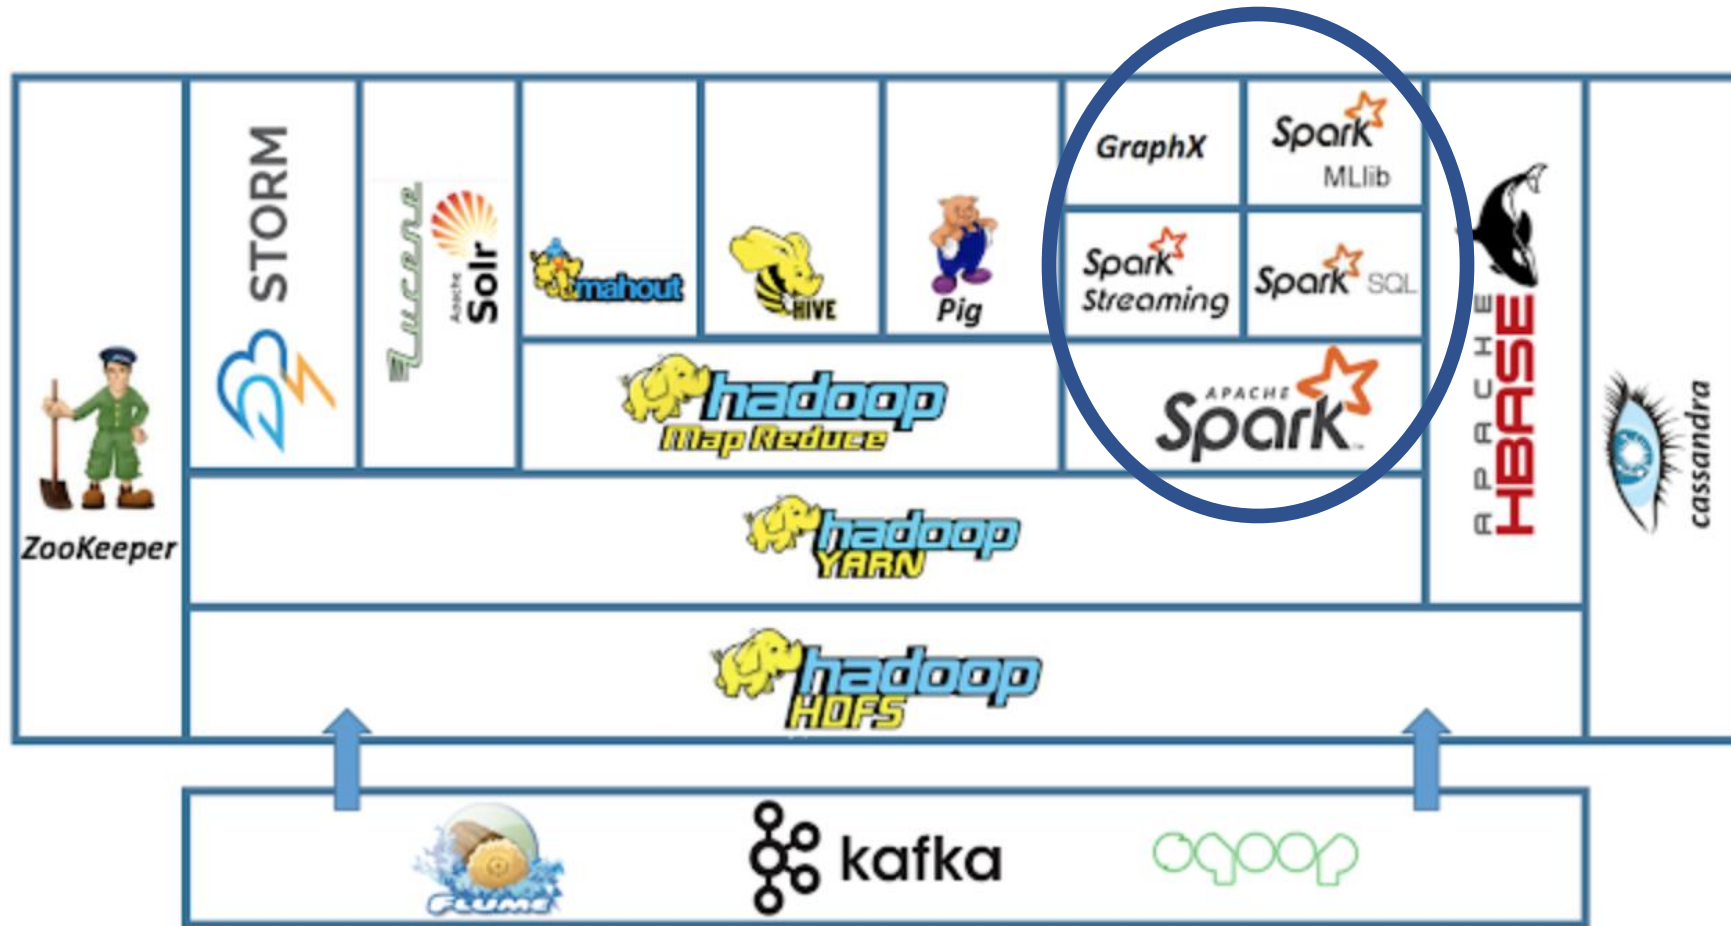 ZooKeeper
STORM
Lucene
Apache
Solr
mahout
HIVE
Pig
GraphX
Spark
MLlib
Spark
Streaming
Spark SQL
hadoop
Map Reduce
APACHE
Spark
APACHE
HBASE
cassandra
hadoop
YARN
hadoop
HDFS
FLUME
kafka
sqoop